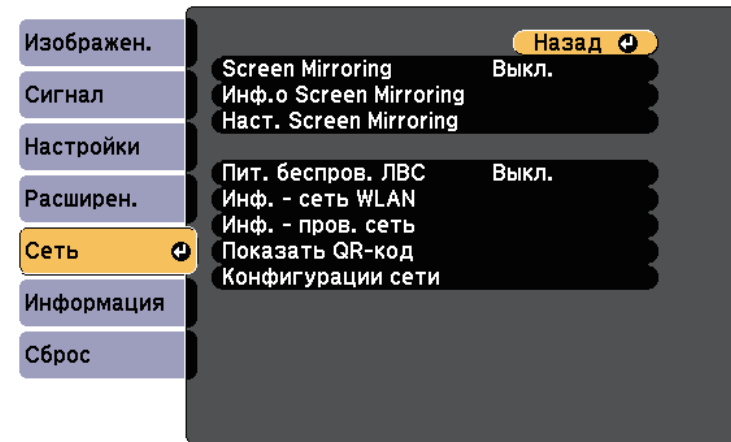 Изображен.
Сигнал
Настройки
Расширен.
Сеть
Информация
Сброс
Назад
Screen Mirroring Выкл.
Инф.о Screen Mirroring
Наст. Screen Mirroring
Пит. беспров. ЛВС Выкл.
Инф. - сеть WLAN
Инф. - пров. сеть
Показать QR-код
Конфигурации сети